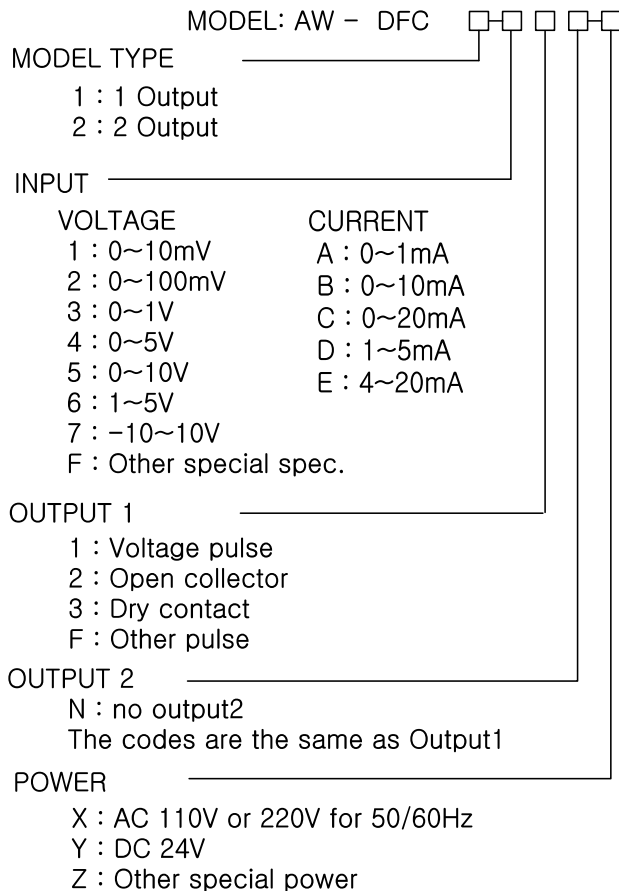 MODEL: AW - DFC □-□ □ □-□
MODEL TYPE
1 : 1 Output
2 : 2 Output
INPUT
VOLTAGE
1 : 0~10mV
2 : 0~100mV
3 : 0~1V
4 : 0~5V
5 : 0~10V
6 : 1~5V
7 : -10~10V
F : Other special spec.
CURRENT
A : 0~1mA
B : 0~10mA
C : 0~20mA
D : 1~5mA
E : 4~20mA
OUTPUT 1
1 : Voltage pulse
2 : Open collector
3 : Dry contact
F : Other pulse
OUTPUT 2
N : no output2
The codes are the same as Output1
POWER
X : AC 110V or 220V for 50/60Hz
Y : DC 24V
Z : Other special power